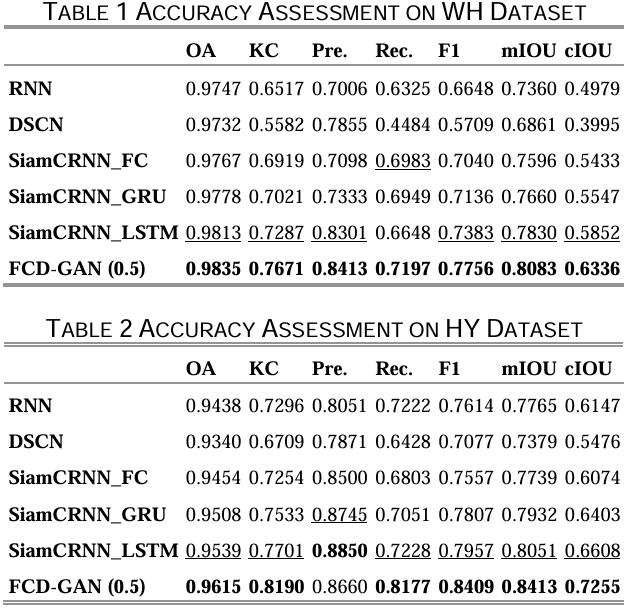 TABLE 1 ACCURACY ASSESSMENT ON WH DATASET
OA KC Pre. Rec. F1 mIOU cIOU
RNN 0.9747 0.6517 0.7006 0.6325 0.6648 0.7360 0.4979
DSCN 0.9732 0.5582 0.7855 0.4484 0.5709 0.6861 0.3995
SiamCRNN_FC 0.9767 0.6919 0.7098 0.6983 0.7040 0.7596 0.5433
SiamCRNN_GRU 0.9778 0.7021 0.7333 0.6949 0.7136 0.7660 0.5547
SiamCRNN_LSTM 0.9813 0.7287 0.8301 0.6648 0.7383 0.7830 0.5852
FCD-GAN (0.5) 0.9835 0.7671 0.8413 0.7197 0.7756 0.8083 0.6336
TABLE 2 ACCURACY ASSESSMENT ON HY DATASET
OA KC Pre. Rec. F1 mIOU cIOU
RNN 0.9438 0.7296 0.8051 0.7222 0.7614 0.7765 0.6147
DSCN 0.9340 0.6709 0.7871 0.6428 0.7077 0.7379 0.5476
SiamCRNN_FC 0.9454 0.7254 0.8500 0.6803 0.7557 0.7739 0.6074
SiamCRNN_GRU 0.9508 0.7533 0.8745 0.7051 0.7807 0.7932 0.6403
SiamCRNN_LSTM 0.9539 0.7701 0.8850 0.7228 0.7957 0.8051 0.6608
FCD-GAN (0.5) 0.9615 0.8190 0.8660 0.8177 0.8409 0.8413 0.7255